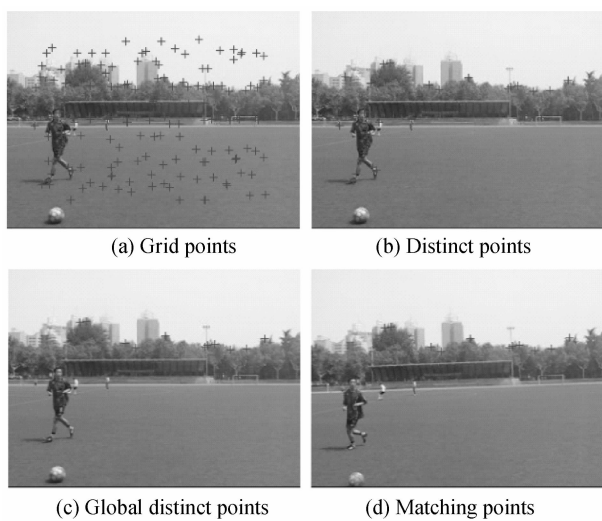 (a) Grid points
(b) Distinct points
(c) Global distinct points
(d) Matching points